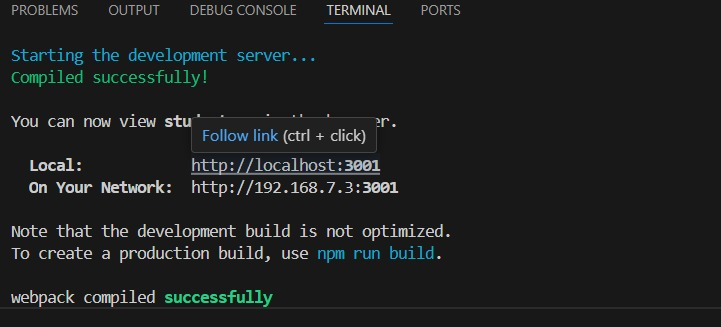 PROBLEMS OUTPUT DEBUG CONSOLE TERMINAL PORTS
Starting the development server...
Compiled successfully!
You can now view browser.
Follow link (ctrl + click)
Local: http://localhost:3001
On Your Network: http://192.168.7.3:3001
Note that the development build is not optimized.
To create a production build, use npm run build.
webpack compiled successfully